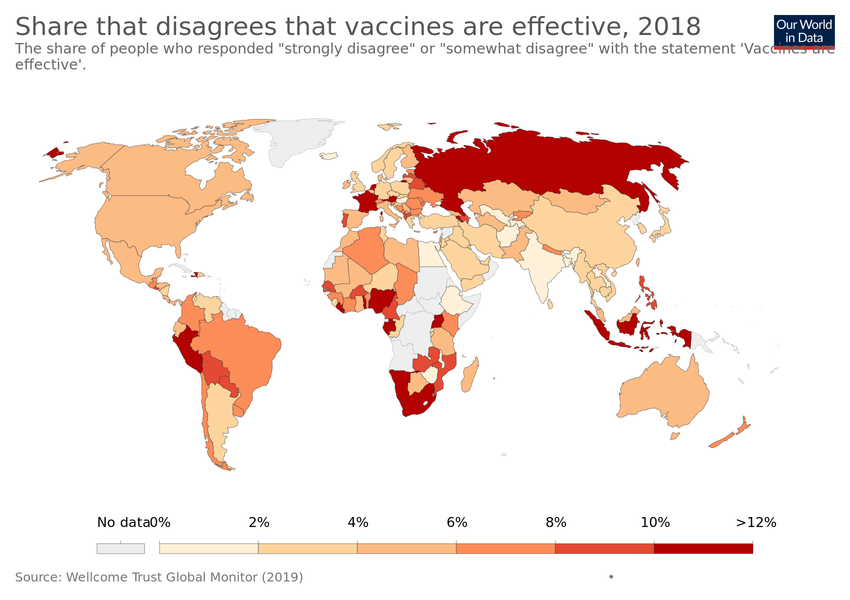 Share that disagrees that vaccines are effective, 2018
Our World
in Data
The share of people who responded "strongly disagree" or "somewhat disagree" with the statement 'Vaccines are
effective'.
No data
0%
2%
4%
6%
8%
10%
>12%
Source: Wellcome Trust Global Monitor (2019)
•